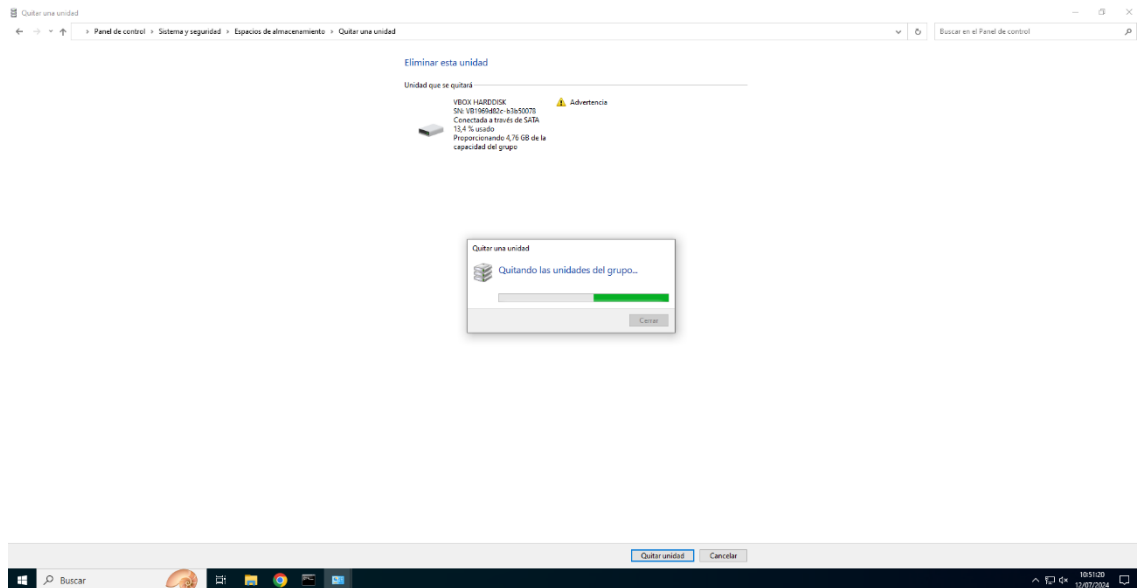 Quitar una unidad
Panel de control > Sistema y seguridad > Espacios de almacenamiento > Quitar una unidad
Buscar en el Panel de control
Eliminar esta unidad
Unidad que se quitará
VBOX HARDDISK
Advertencia
SN: VB1969d82c-b3b50078
Conectada a través de SATA
13,4 % usado
Proporcionando 4,76 GB de la
capacidad del grupo
Quitar una unidad
Quitando las unidades del grupo...
Cerrar
Quitar unidad
Cancelar
Buscar
10:51:20
12/07/2024